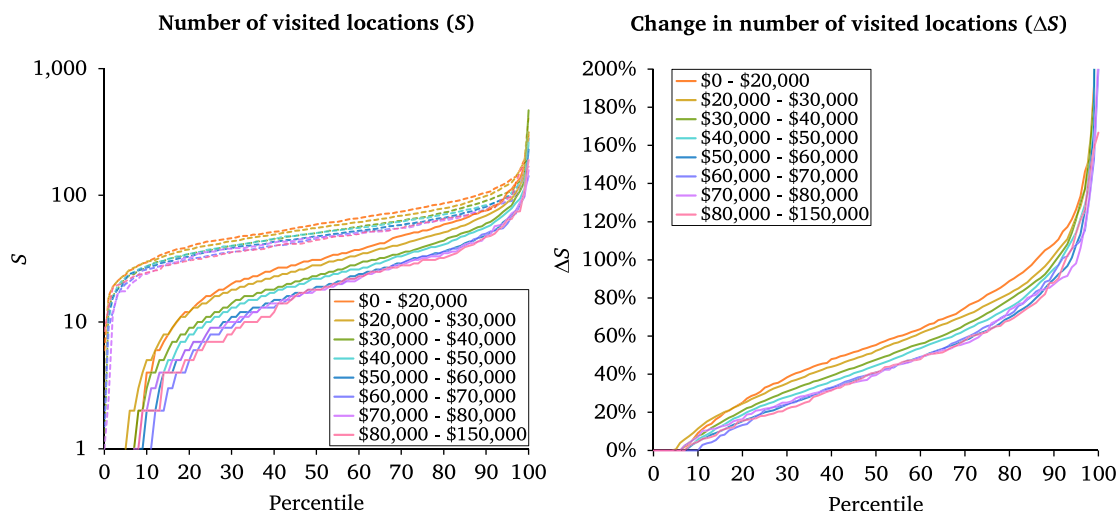 Number of visited locations (S)
1,000
100
10
1
S
0 10 20 30 40 50 60 70 80 90 100
Percentile
$0 - $20,000
$20,000 - $30,000
$30,000 - $40,000
$40,000 - $50,000
$50,000 - $60,000
$60,000 - $70,000
$70,000 - $80,000
$80,000 - $150,000
Change in number of visited locations (ΔS)
200%
180%
160%
140%
120%
100%
80%
60%
40%
20%
0%
ΔS
0 10 20 30 40 50 60 70 80 90 100
Percentile
$0 - $20,000
$20,000 - $30,000
$30,000 - $40,000
$40,000 - $50,000
$50,000 - $60,000
$60,000 - $70,000
$70,000 - $80,000
$80,000 - $150,000